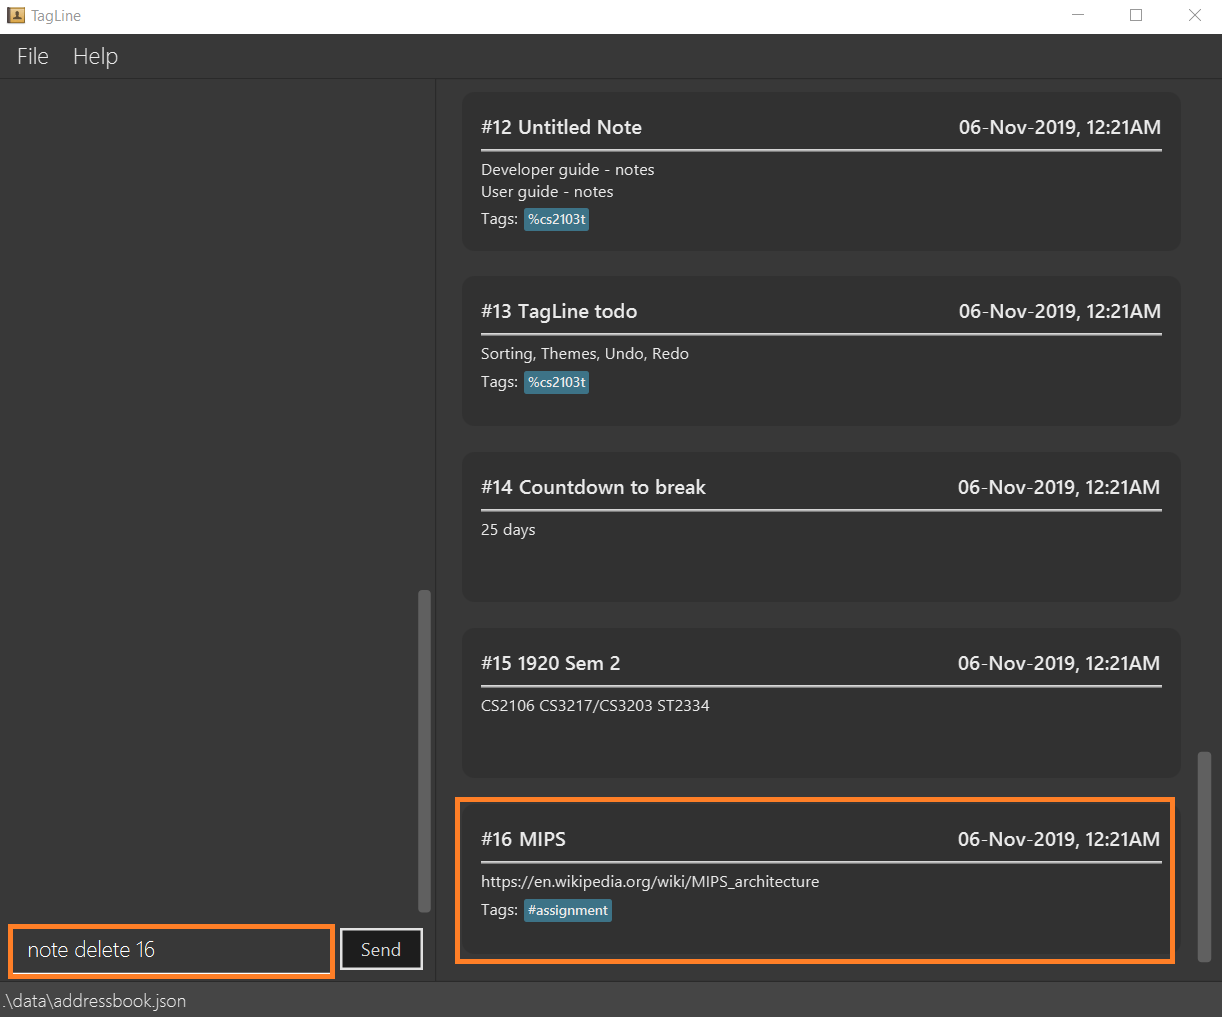 TagLine
File Help
#12 Untitled Note 06-Nov-2019, 12:21AM
Developer guide - notes
User guide - notes
Tags: %cs2103t
#13 TagLine todo 06-Nov-2019, 12:21AM
Sorting, Themes, Undo, Redo
Tags: %cs2103t
#14 Countdown to break 06-Nov-2019, 12:21AM
25 days
#15 1920 Sem 2 06-Nov-2019, 12:21AM
CS2106 CS3217/CS3203 ST2334
#16 MIPS 06-Nov-2019, 12:21AM
https://en.wikipedia.org/wiki/MIPS_architecture
Tags: #assignment
note delete 16 Send
.\data\addressbook.json